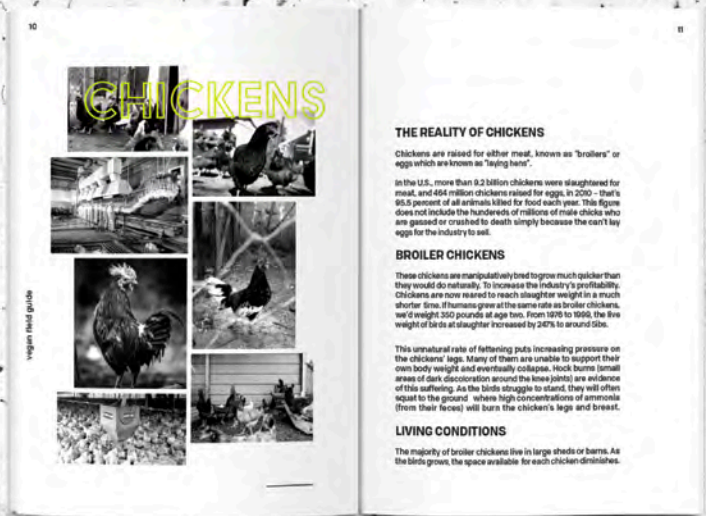 10
CHICKENS
vegan field guide
11
THE REALITY OF CHICKENS
Chickens are raised for either meat, known as "broilers" or
eggs which are known as "laying hens".
In the U.S., more than 9.2 billion chickens were slaughtered for
meat, and 464 million chickens raised for eggs, in 2010 - that's
95.5 percent of all animals killed for food each year. This figure
does not include the hundereds of millions of male chicks who
are gassed or crushed to death simply because the can't lay
eggs for the industry to sell.
BROILER CHICKENS
These chickens are manipulatively bred to grow much quicker than
they would do naturally. To increase the industry's profitability.
Chickens are now reared to reach slaughter weight in a much
shorter time. If humans grew at the same rate as broiler chickens,
we'd weight 350 pounds at age two. From 1976 to 1999, the live
weight of birds at slaughter increased by 247% to around 5lbs.
This unnatural rate of fettening puts increasing pressure on
the chickens' legs. Many of them are unable to support their
own body weight and eventually collapse. Hock burns (small
areas of dark discoloration around the knee joints) are evidence
of this suffering. As the birds struggle to stand, they will often
squat to the ground where high concentrations of ammonia
(from their feces) will burn the chicken's legs and breast.
LIVING CONDITIONS
The majority of broiler chickens live in large sheds or barns. As
the birds grows, the space available for each chicken diminishes.